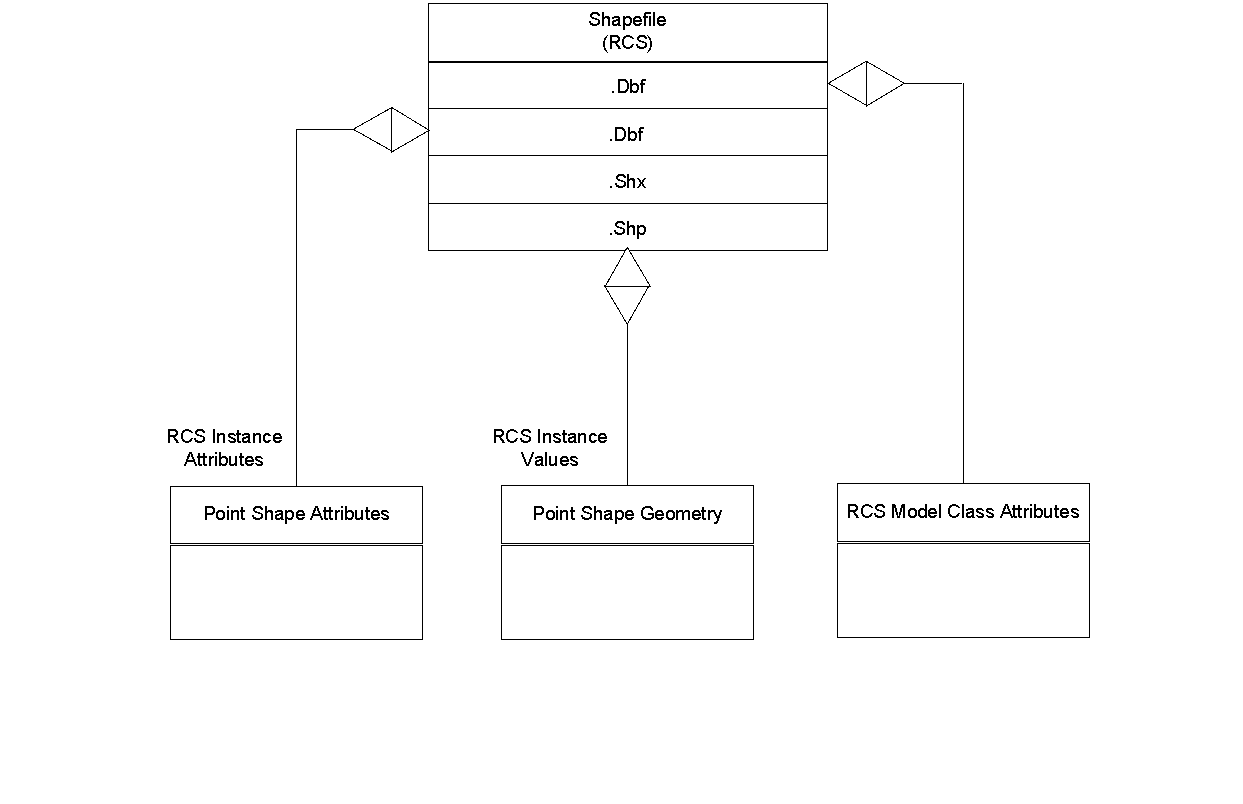 Shapefile
(RCS)
.Dbf
.Dbf
.Shx
.Shp
RCS Instance
Attributes
RCS Instance
Values
Point Shape Attributes
Point Shape Geometry
RCS Model Class Attributes